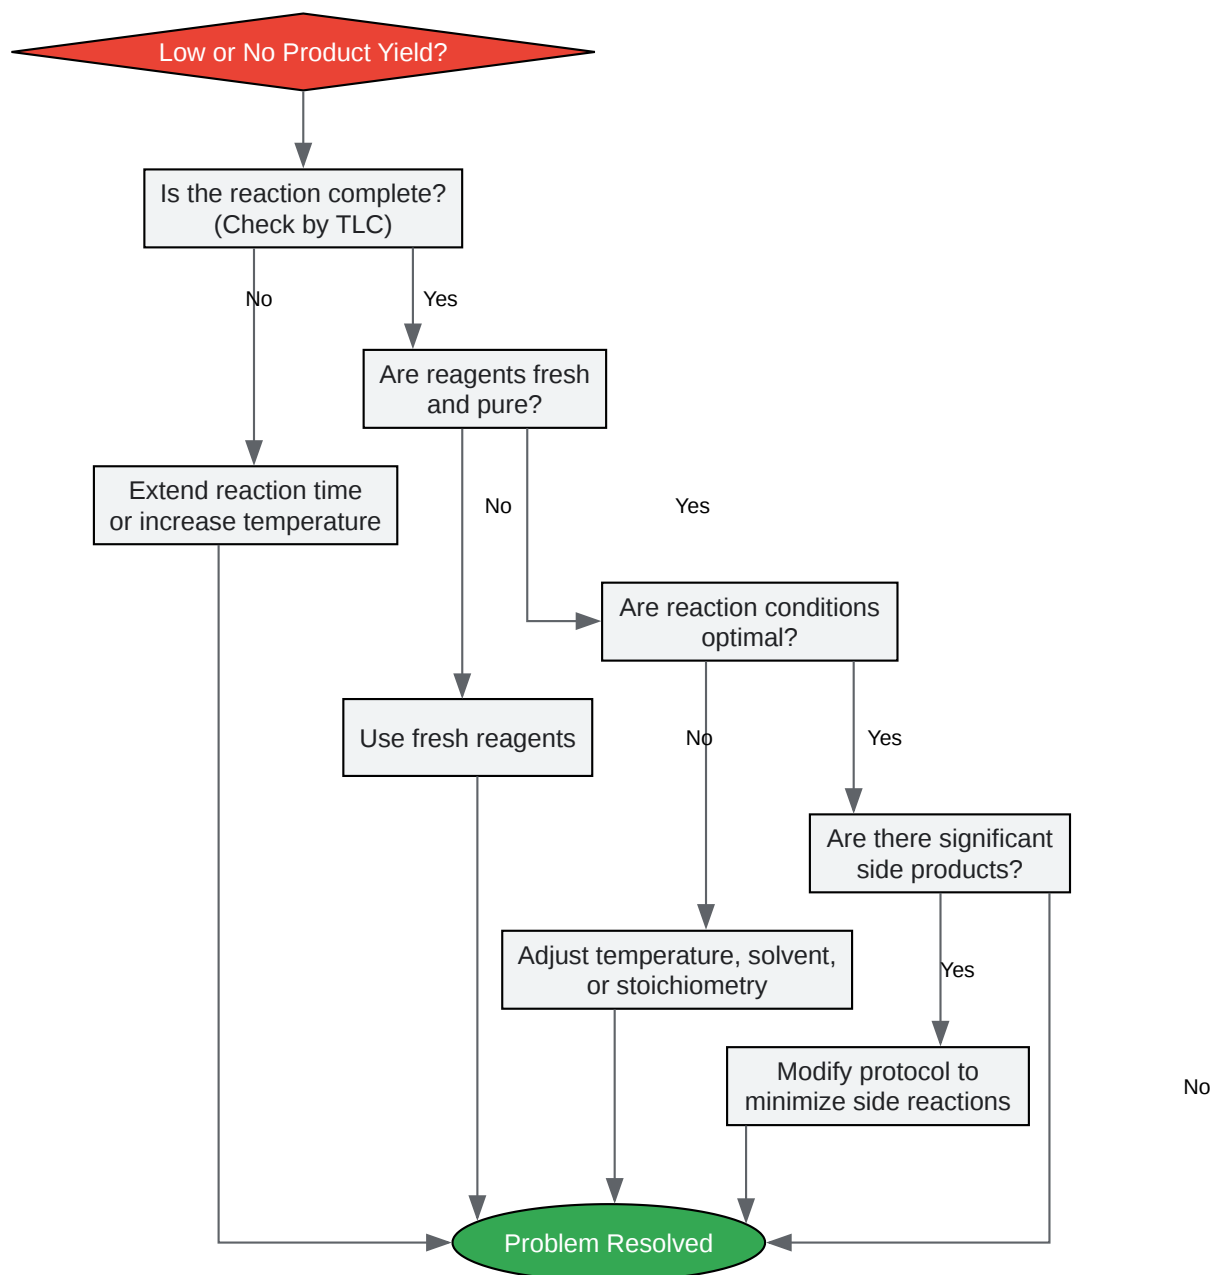 Low or No Product Yield?
Is the reaction complete?
(Check by TLC)
No
Yes
Are reagents fresh
and pure?
Extend reaction time
or increase temperature
No
Yes
Are reaction conditions
optimal?
Use fresh reagents
No
Yes
Are there significant
side products?
Adjust temperature, solvent,
or stoichiometry
Yes
Modify protocol to
minimize side reactions
No
Problem Resolved